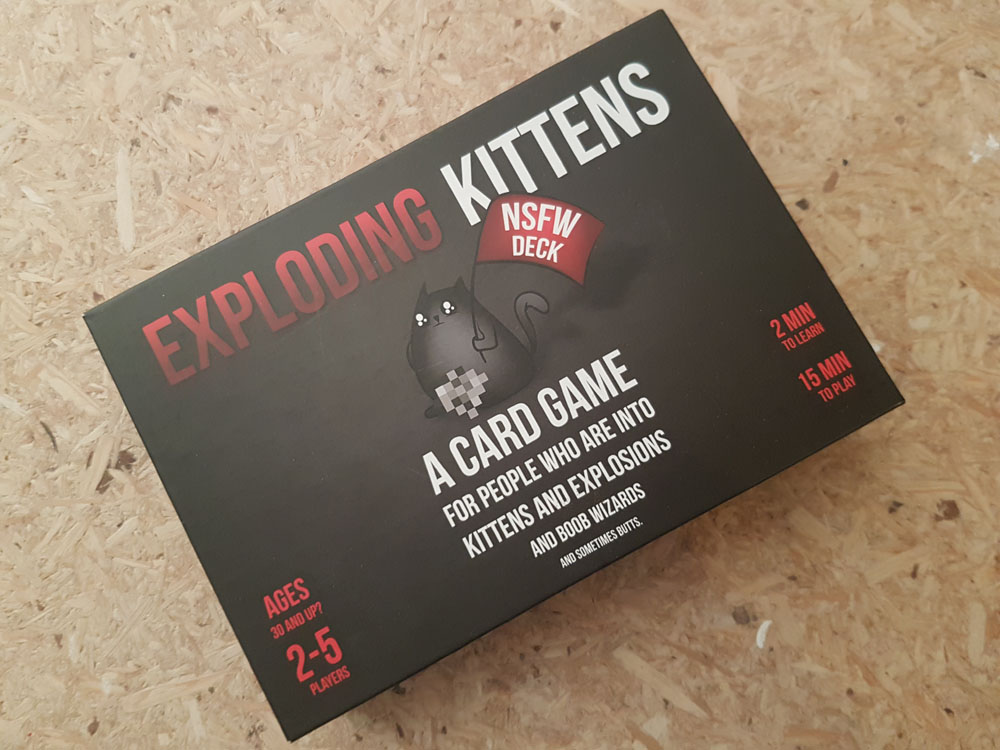 EXPLODING KITTENS
NSFW
DECK
A CARD GAME
FOR PEOPLE WHO ARE INTO
KITTENS AND EXPLOSIONS
AND BOOB WIZARDS
AND SOMETIMES BUTTS.
2 MIN
TO LEARN
15 MIN
TO PLAY
AGES
30 AND UP?
2-5
PLAYERS